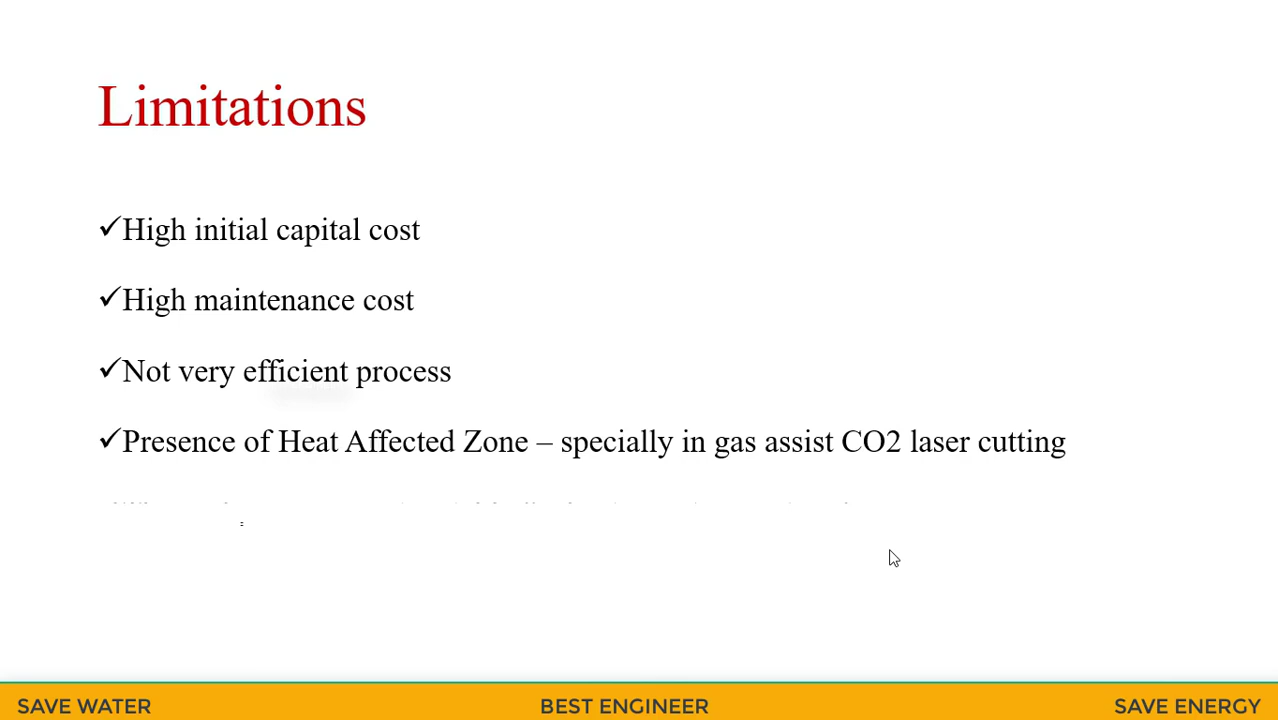 Limitations
✓High initial capital cost
✓High maintenance cost
✓Not very efficient process
✓Presence of Heat Affected Zone – specially in gas assist CO2 laser cutting
SAVE WATER
BEST ENGINEER
SAVE ENERGY